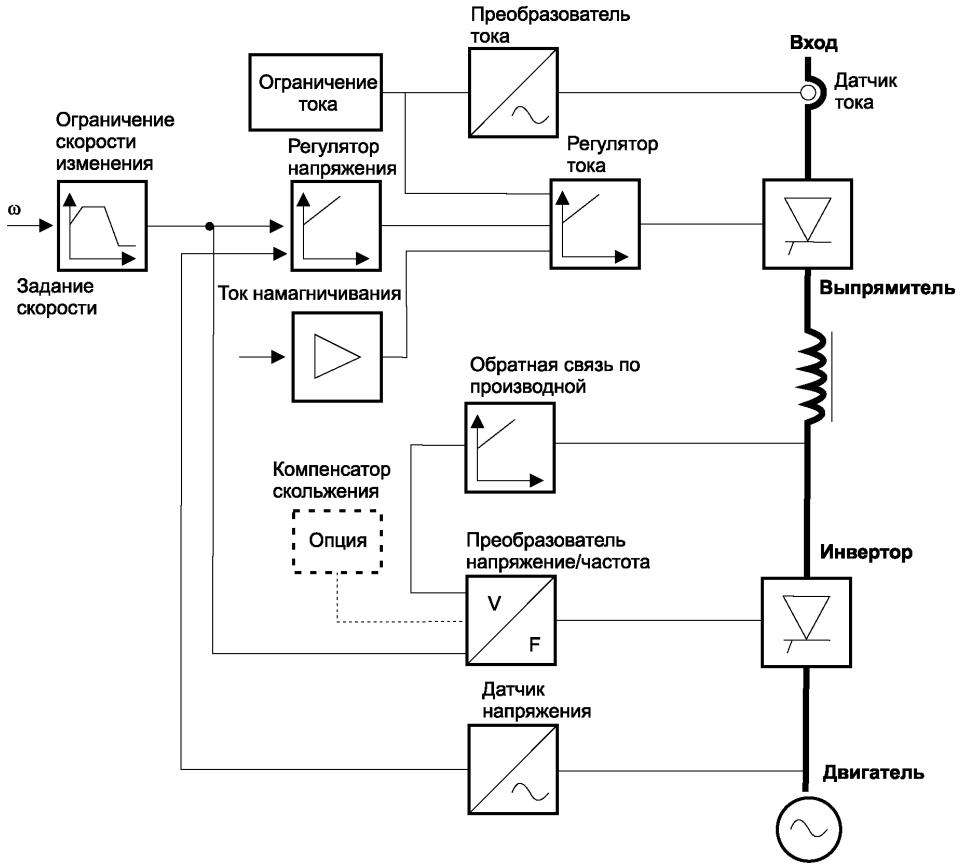 Преобразователь
тока
Вход
Датчик
тока
Ограничение
тока
Ограничение
скорости
изменения
Регулятор
напряжения
Регулятор
тока
ω
Задание
скорости
Ток намагничивания
Выпрямитель
Обратная связь по
производной
Компенсатор
скольжения
Опция
Преобразователь
напряжение/частота
V
F
Инвертор
Датчик
напряжения
Двигатель